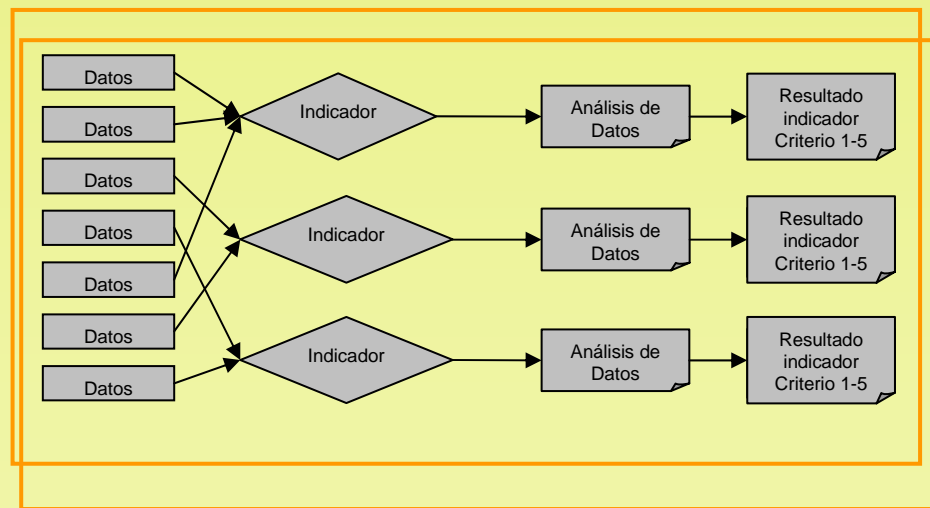 Datos
Datos
Datos
Datos
Datos
Datos
Datos
Indicador
Análisis de
Datos
Resultado
indicador
Criterio 1-5
Indicador
Análisis de
Datos
Resultado
indicador
Criterio 1-5
Indicador
Análisis de
Datos
Resultado
indicador
Criterio 1-5